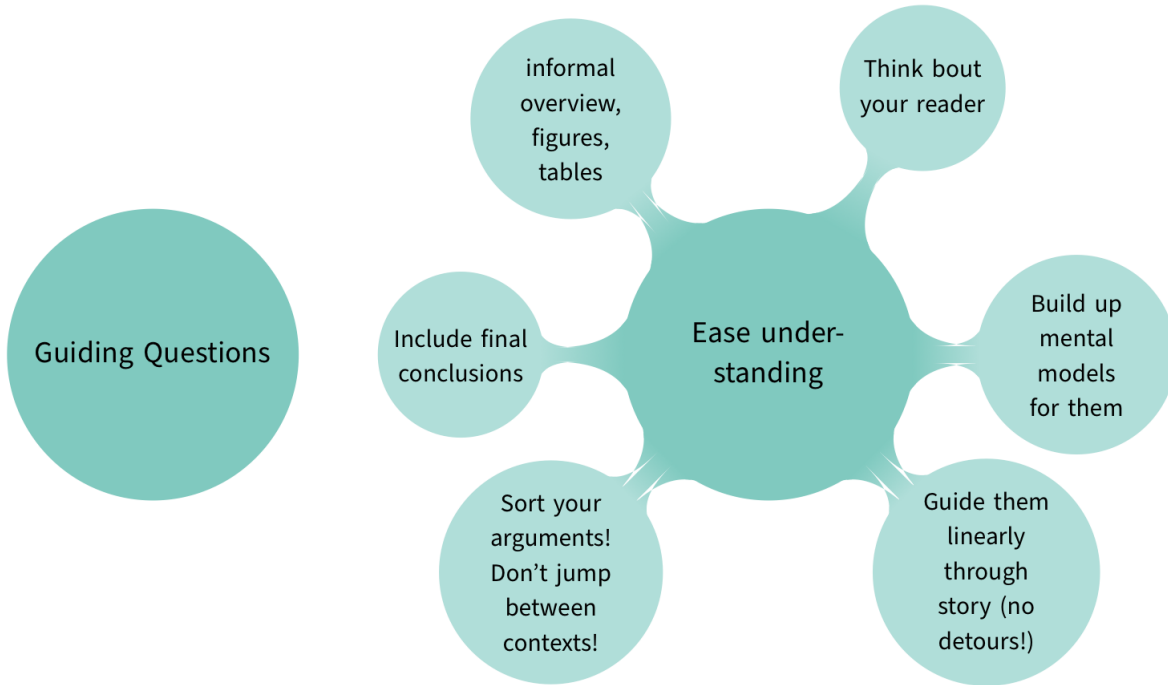 Guiding Questions
Ease under-
standing
Think bout
your reader
Build up
mental
models
for them
Guide them
linearly
through
story (no
detours!)
Sort your
arguments!
Don't jump
between
contexts!
Include final
conclusions
informal
overview,
figures,
tables